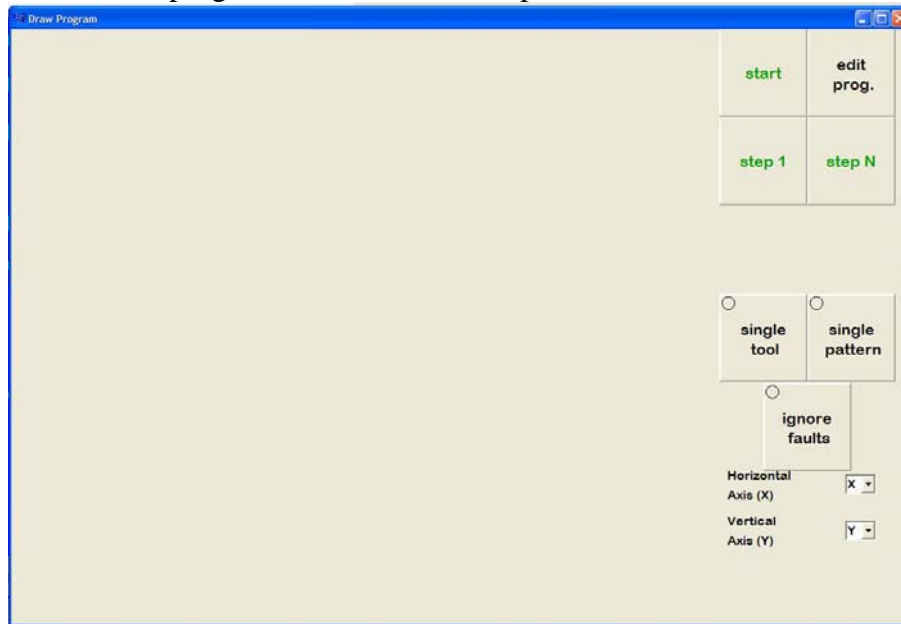 Draw Program
start
edit
prog.
step 1
step N
single
tool
single
pattern
ignore
faults
Horizontal
Axis (X)
X
Vertical
Axis (Y)
Y